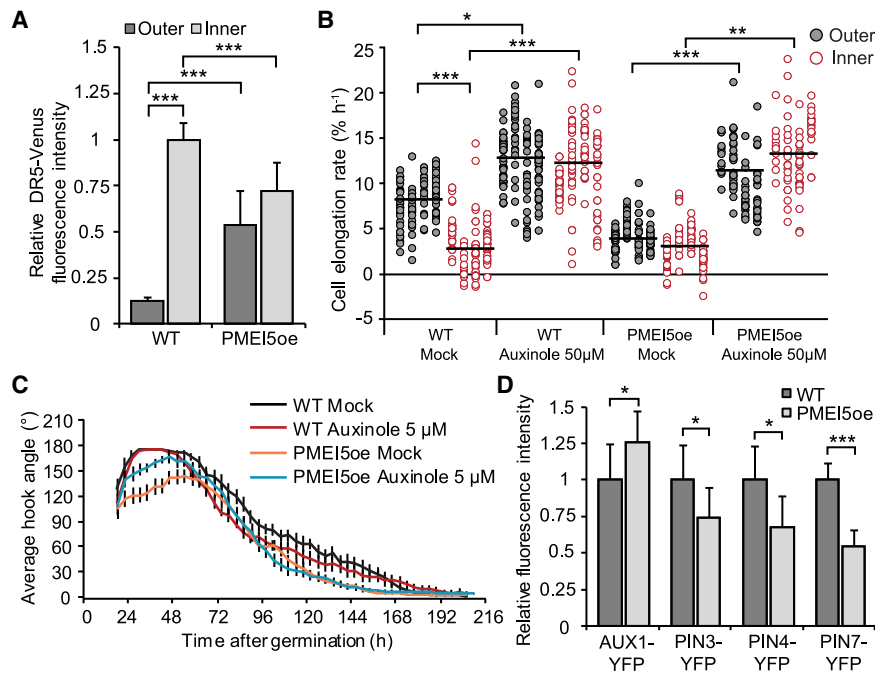 A
Outer Inner
Relative DR5-Venus
fluorescence intensity
1.5
1.25
1
0.75
0.5
0.25
0
***
***
***
WT
PMEI5oe
B
Outer
Inner
Cell elongation rate (% h⁻¹)
25
20
15
10
5
0
−5
*
***
***
**
***
WT
Mock
WT
Auxinole 50µM
PMEI5oe
Mock
PMEI5oe
Auxinole 50µM
C
WT Mock
WT Auxinole 5 µM
PMEI5oe Mock
PMEI5oe Auxinole 5 µM
Average hook angle (°)
210
180
150
120
90
60
30
0
0 24 48 72 96 120 144 168 192 216
Time after germination (h)
D
WT
PMEI5oe
Relative fluorescence intensity
1.5
1.25
1
0.75
0.5
0.25
0
*
*
*
***
AUX1-
YFP
PIN3-
YFP
PIN4-
YFP
PIN7-
YFP